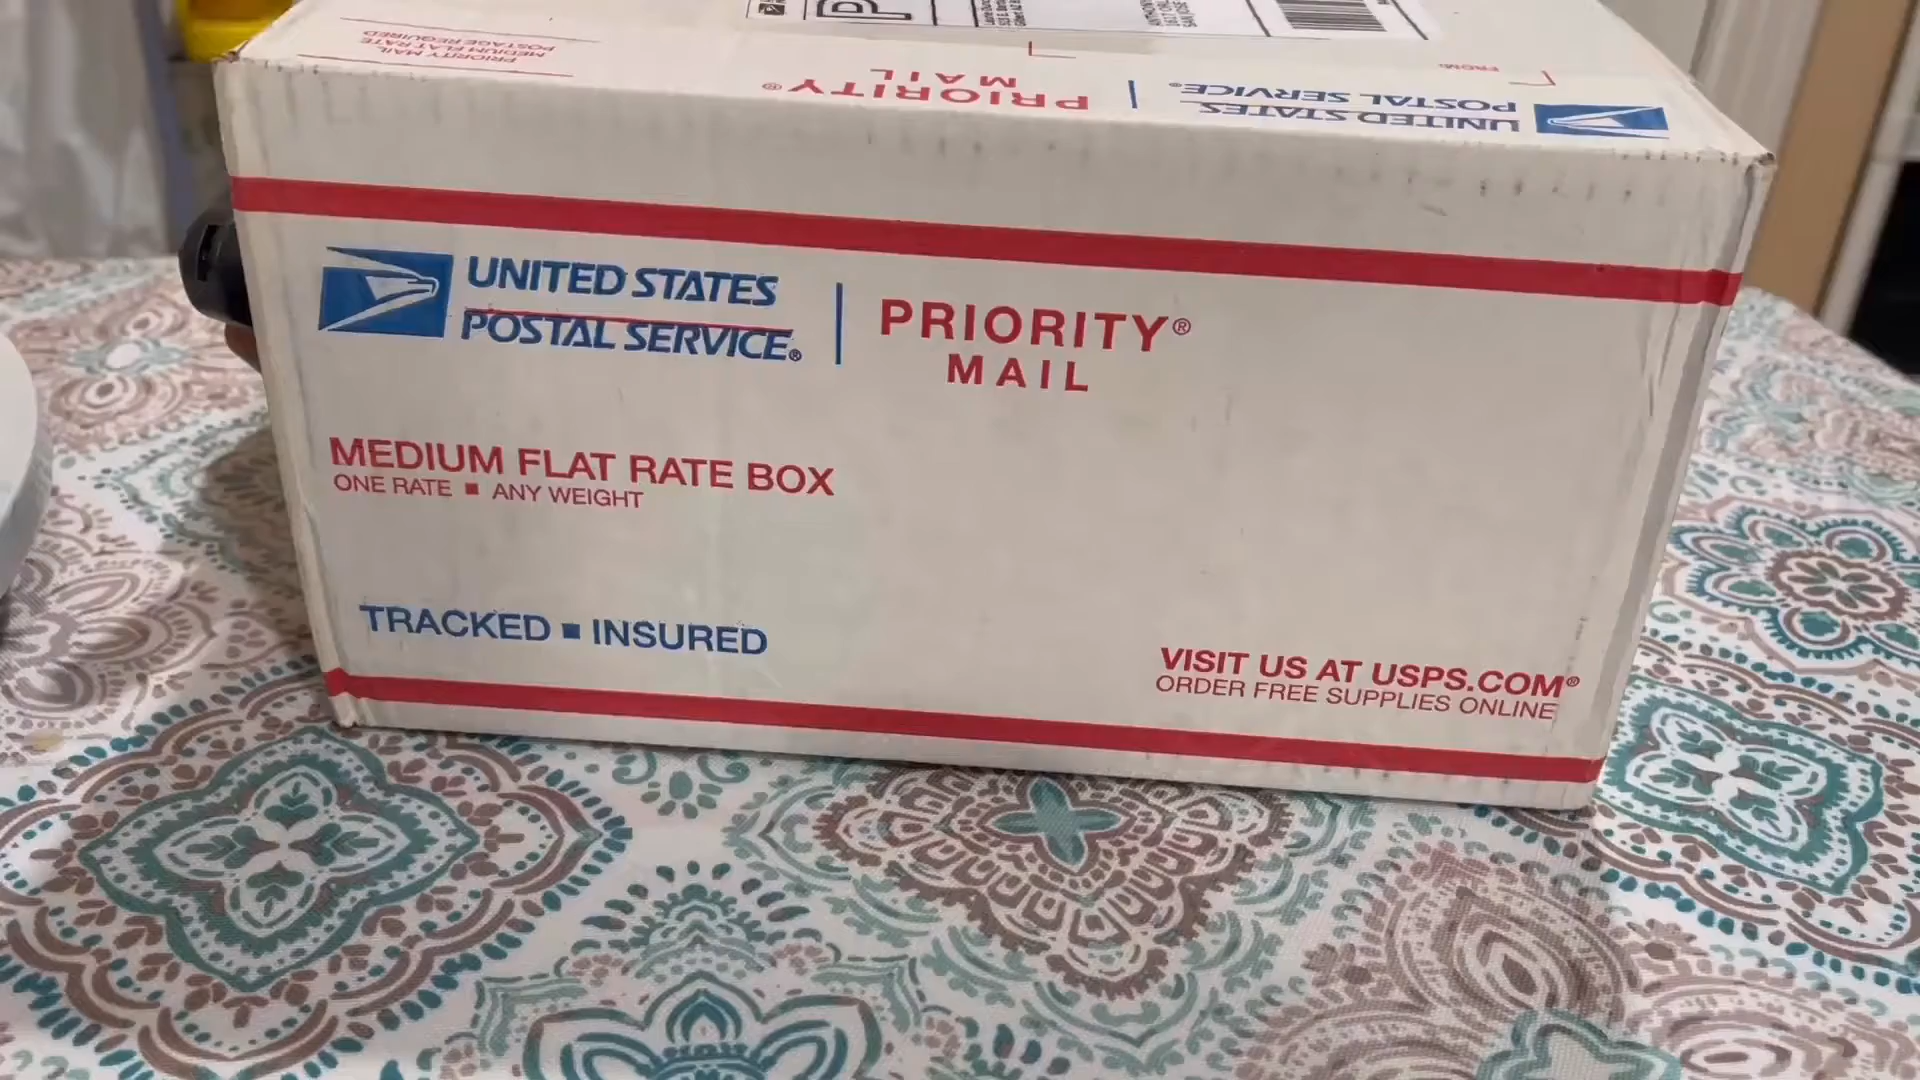 PRIORITY MAIL
MEDIUM FLAT RATE
POSTAGE REQUIRED
P
FROM:
UNITED STATES
POSTAL SERVICE®
PRIORITY®
MAIL
UNITED STATES
POSTAL SERVICE®
PRIORITY®
MAIL
MEDIUM FLAT RATE BOX
ONE RATE ■ ANY WEIGHT
TRACKED ■ INSURED
VISIT US AT USPS.COM®
ORDER FREE SUPPLIES ONLINE